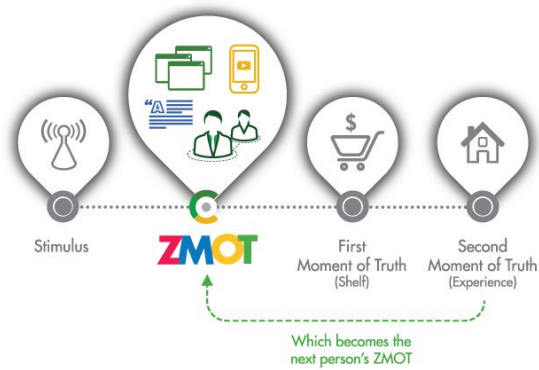 "A
$
Stimulus
ZMOT
First
Moment of Truth
(Shelf)
Second
Moment of Truth
(Experience)
Which becomes the
next person's ZMOT